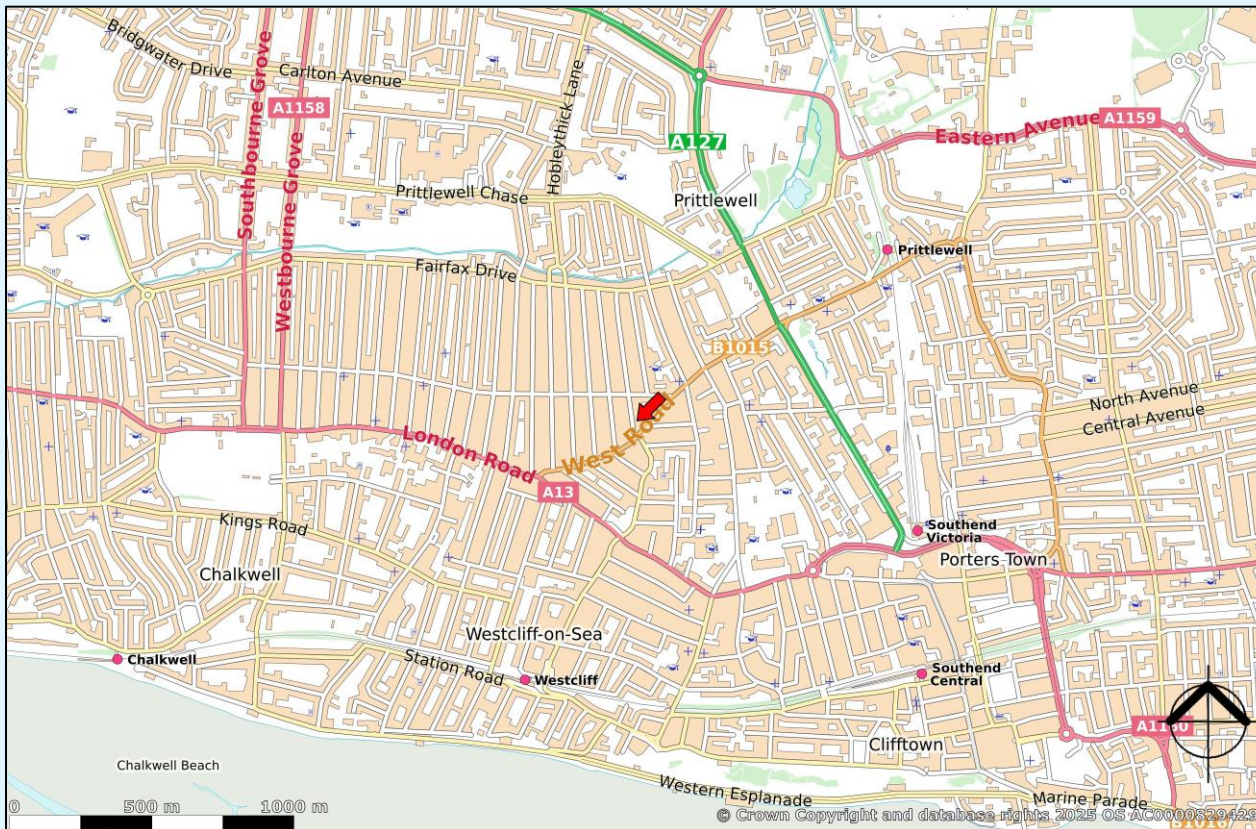 Bridgwater Drive
Southbourne Grove
Carlton Avenue
A1158
Westbourne Grove
Hobleythick Lane
A127
Eastern Avenue
A1159
Prittlewell Chase
Prittlewell
Prittlewell
Fairfax Drive
B1015
North Avenue
Central Avenue
West Road
London Road
A13
Kings Road
Southend
Victoria
Porters Town
Chalkwell
Westcliff-on-Sea
Chalkwell
Station Road
Westcliff
Southend
Central
A1160
Clifftown
Chalkwell Beach
Western Esplanade
Marine Parade
0
500 m
1000 m
© Crown Copyright and database rights 2025 OS AC0000829429
B1016